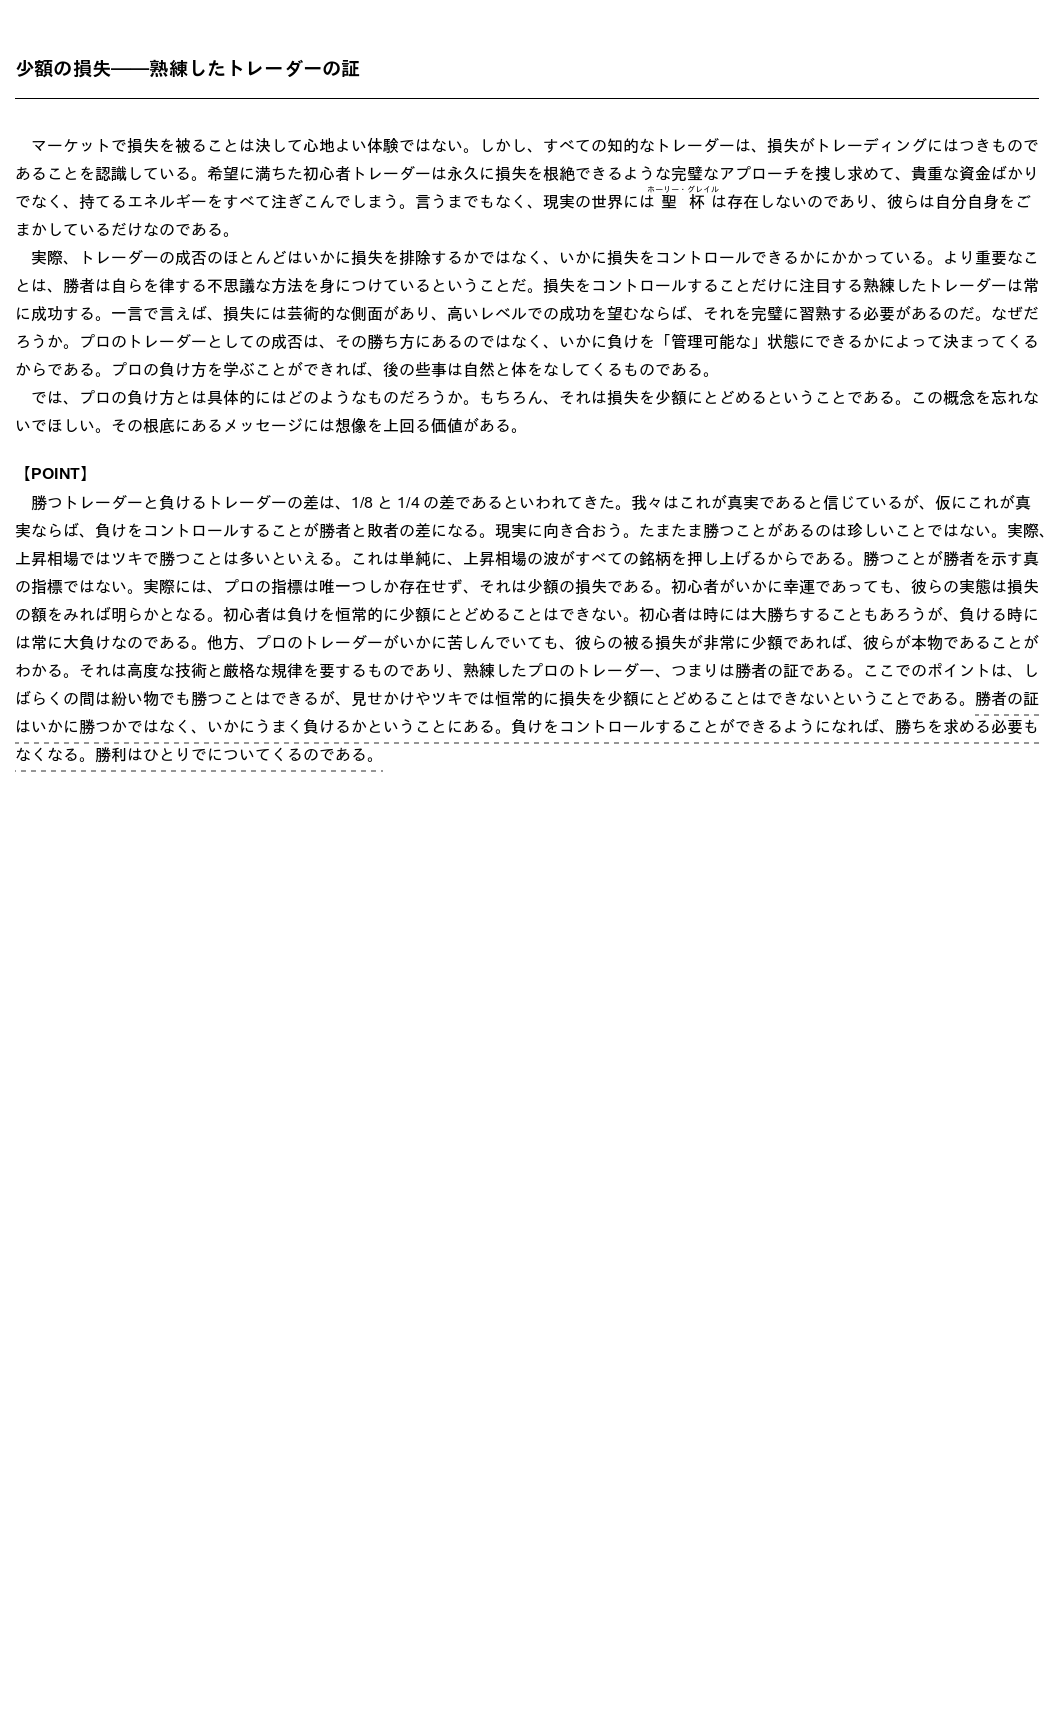 少額の損失――熟練したトレーダーの証
　マーケットで損失を被ることは決して心地よい体験ではない。しかし、すべての知的なトレーダーは、損失がトレーディングにはつきもので
あることを認識している。希望に満ちた初心者トレーダーは永久に損失を根絶できるような完璧なアプローチを捜し求めて、貴重な資金ばかり
ホーリー・グレイル
でなく、持てるエネルギーをすべて注ぎこんでしまう。言うまでもなく、現実の世界には聖杯は存在しないのであり、彼らは自分自身をご
まかしているだけなのである。
　実際、トレーダーの成否のほとんどはいかに損失を排除するかではなく、いかに損失をコントロールできるかにかかっている。より重要なこ
とは、勝者は自らを律する不思議な方法を身につけているということだ。損失をコントロールすることだけに注目する熟練したトレーダーは常
に成功する。一言で言えば、損失には芸術的な側面があり、高いレベルでの成功を望むならば、それを完璧に習熟する必要があるのだ。なぜだ
ろうか。プロのトレーダーとしての成否は、その勝ち方にあるのではなく、いかに負けを「管理可能な」状態にできるかによって決まってくる
からである。プロの負け方を学ぶことができれば、後の些事は自然と体をなしてくるものである。
　では、プロの負け方とは具体的にはどのようなものだろうか。もちろん、それは損失を少額にとどめるということである。この概念を忘れな
いでほしい。その根底にあるメッセージには想像を上回る価値がある。
【POINT】
　勝つトレーダーと負けるトレーダーの差は、1/8 と 1/4 の差であるといわれてきた。我々はこれが真実であると信じているが、仮にこれが真
実ならば、負けをコントロールすることが勝者と敗者の差になる。現実に向き合おう。たまたま勝つことがあるのは珍しいことではない。実際、
上昇相場ではツキで勝つことは多いといえる。これは単純に、上昇相場の波がすべての銘柄を押し上げるからである。勝つことが勝者を示す真
の指標ではない。実際には、プロの指標は唯一つしか存在せず、それは少額の損失である。初心者がいかに幸運であっても、彼らの実態は損失
の額をみれば明らかとなる。初心者は負けを恒常的に少額にとどめることはできない。初心者は時には大勝ちすることもあろうが、負ける時に
は常に大負けなのである。他方、プロのトレーダーがいかに苦しんでいても、彼らの被る損失が非常に少額であれば、彼らが本物であることが
わかる。それは高度な技術と厳格な規律を要するものであり、熟練したプロのトレーダー、つまりは勝者の証である。ここでのポイントは、し
ばらくの間は紛い物でも勝つことはできるが、見せかけやツキでは恒常的に損失を少額にとどめることはできないということである。勝者の証
はいかに勝つかではなく、いかにうまく負けるかということにある。負けをコントロールすることができるようになれば、勝ちを求める必要も
なくなる。勝利はひとりでについてくるのである。